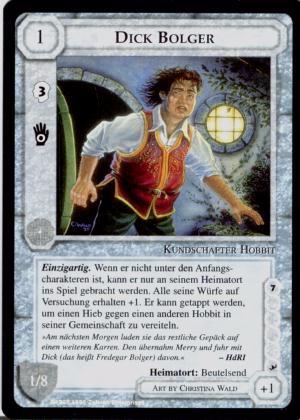 1
DICK BOLGER
3
C.WALD
KUNDSCHAFTER HOBBIT
Einzigartig. Wenn er nicht unter den Anfangs-
charakteren ist, kann er nur an seinem Heimatort
ins Spiel gebracht werden. Alle seine Würfe auf
Versuchung erhalten +1. Er kann getappt werden,
um einen Hieb gegen einen anderen Hobbit in
seiner Gemeinschaft zu vereiteln.
„Am nächsten Morgen luden sie das restliche Gepäck auf
einen weiteren Karren. Den übernahm Merry und fuhr mit
Dick (das heißt Fredegar Bolger) davon.“ – HdRI
7
Heimatort: Beutelsend
1/8
ART BY CHRISTINA WALD
+1